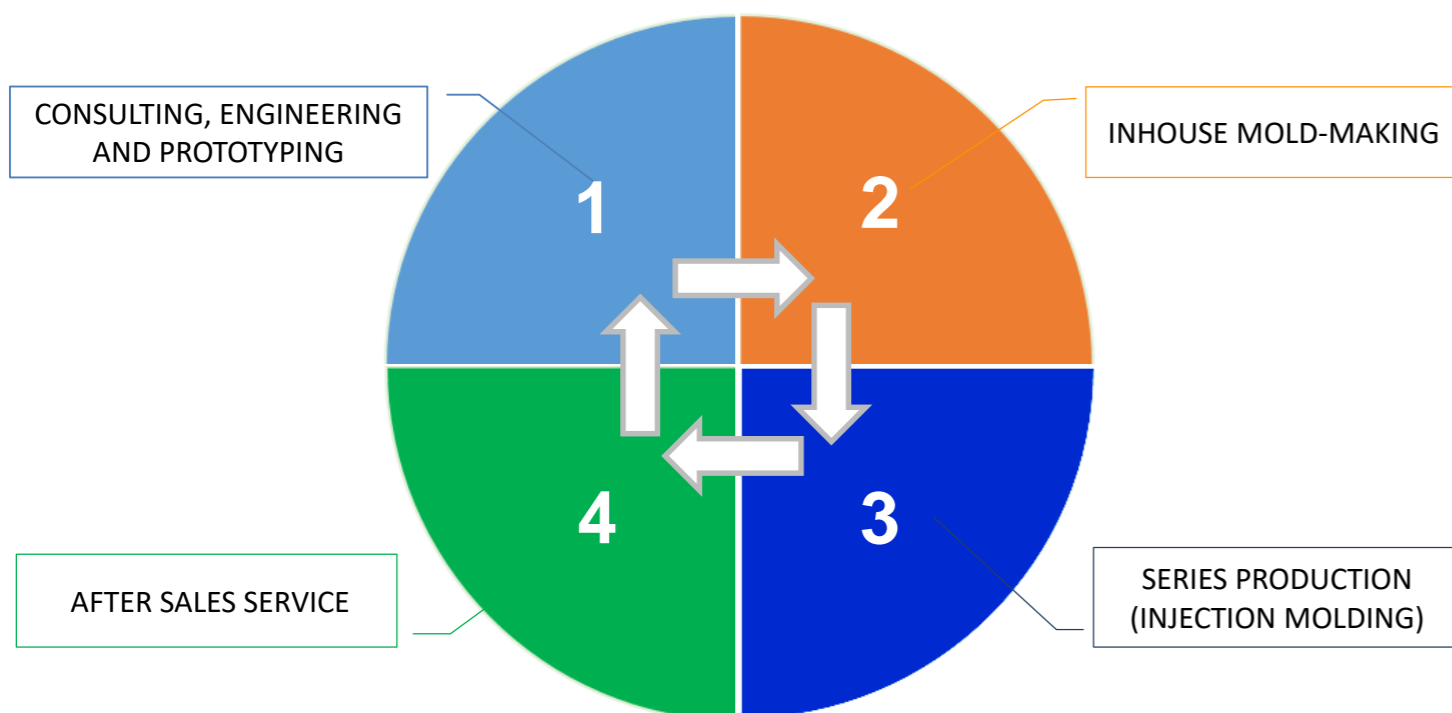 CONSULTING, ENGINEERING
AND PROTOTYPING
1
2
INHOUSE MOLD-MAKING
AFTER SALES SERVICE
4
3
SERIES PRODUCTION
(INJECTION MOLDING)